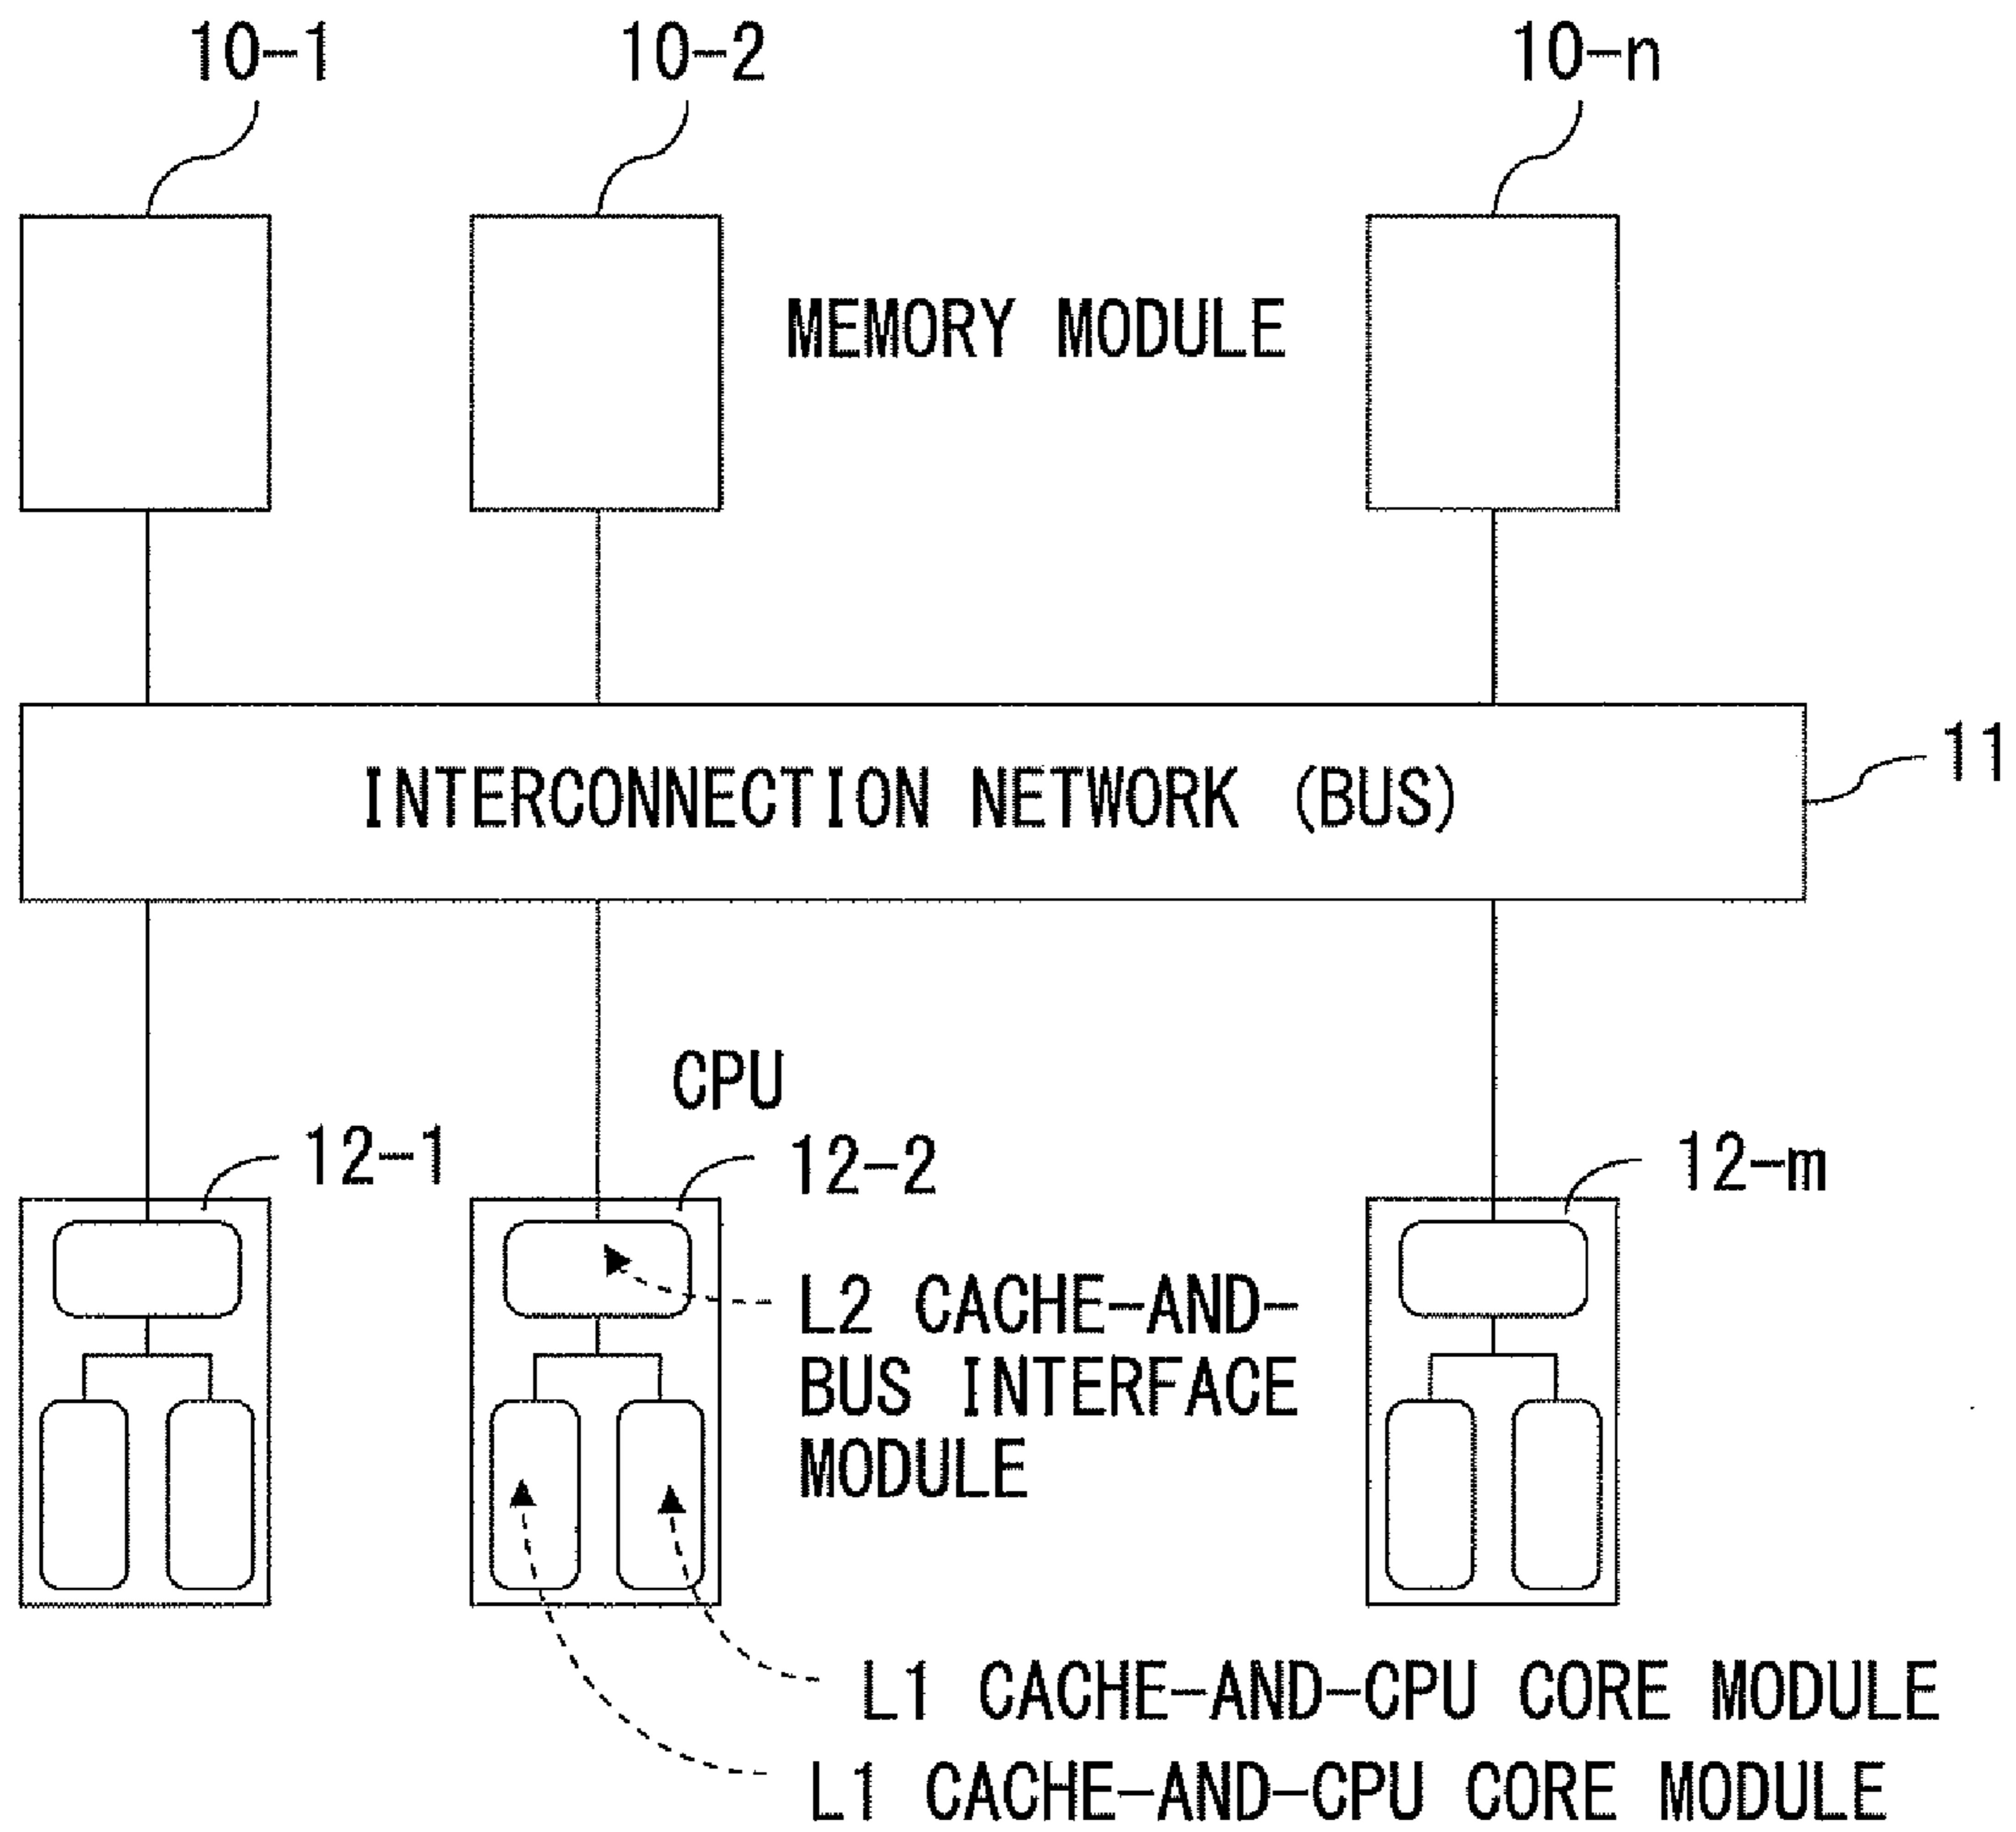 10-1
10-2
10-n
MEMORY MODULE
INTERCONNECTION NETWORK (BUS)
11
CPU
12-1
12-2
12-m
L2 CACHE-AND-
BUS INTERFACE
MODULE
L1 CACHE-AND-CPU CORE MODULE
L1 CACHE-AND-CPU CORE MODULE